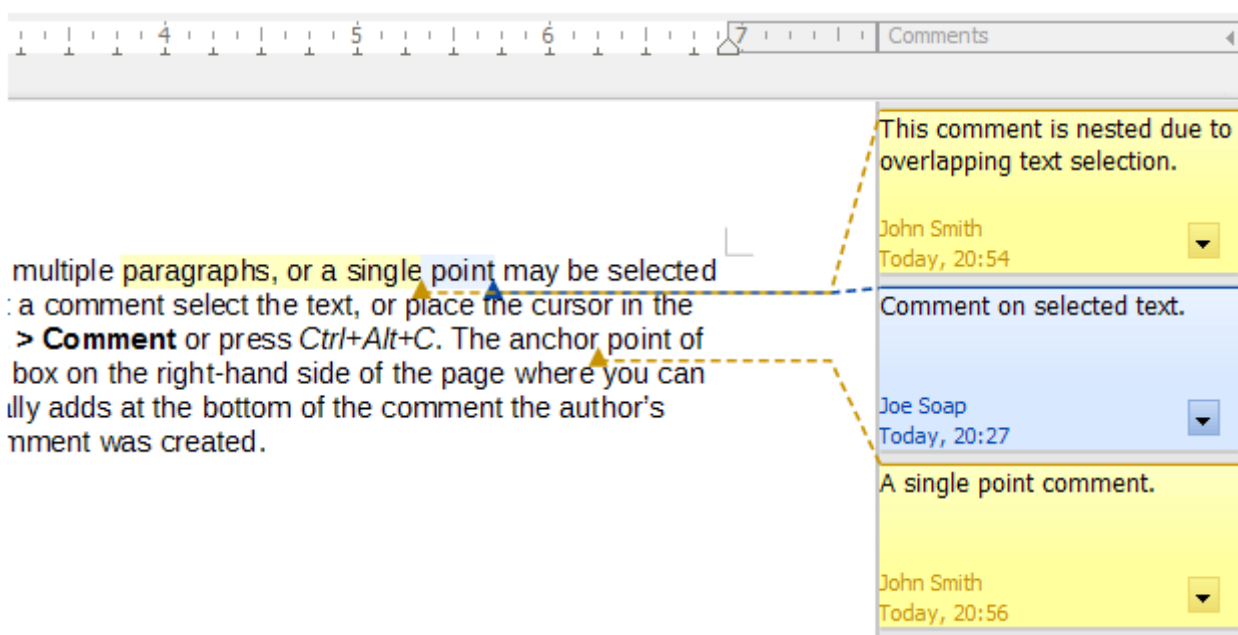 4 5 6 7 Comments
multiple paragraphs, or a single point may be selected
a comment select the text, or place the cursor in the
> Comment or press Ctrl+Alt+C. The anchor point of
box on the right-hand side of the page where you can
adds at the bottom of the comment the author's
was created.
This comment is nested due to
overlapping text selection.
John Smith
Today, 20:54
Comment on selected text.
Joe Soap
Today, 20:27
A single point comment.
John Smith
Today, 20:56